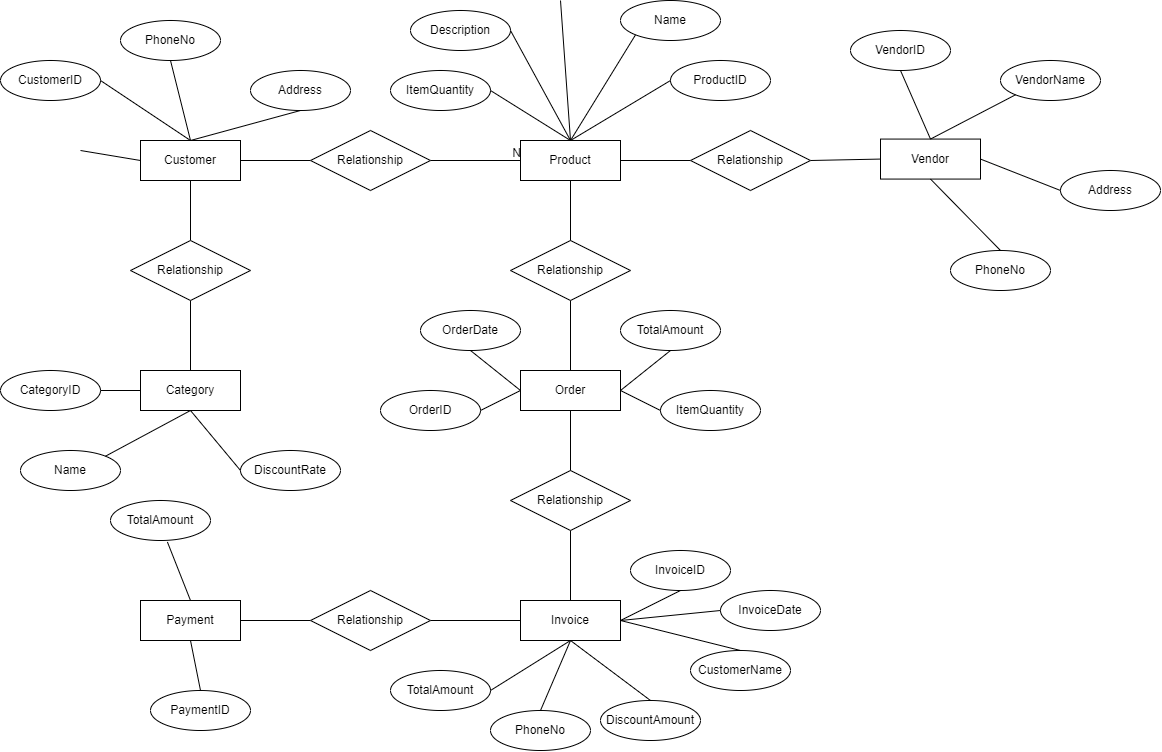 Name
Description
PhoneNo
VendorID
CustomerID
Address
ItemQuantity
ProductID
VendorName
N
Customer
Relationship
Product
Relationship
Vendor
Address
Relationship
Relationship
PhoneNo
OrderDate
TotalAmount
CategoryID
Category
Order
OrderID
ItemQuantity
Name
DiscountRate
Relationship
TotalAmount
InvoiceID
InvoiceDate
Payment
Relationship
Invoice
CustomerName
TotalAmount
PaymentID
DiscountAmount
PhoneNo